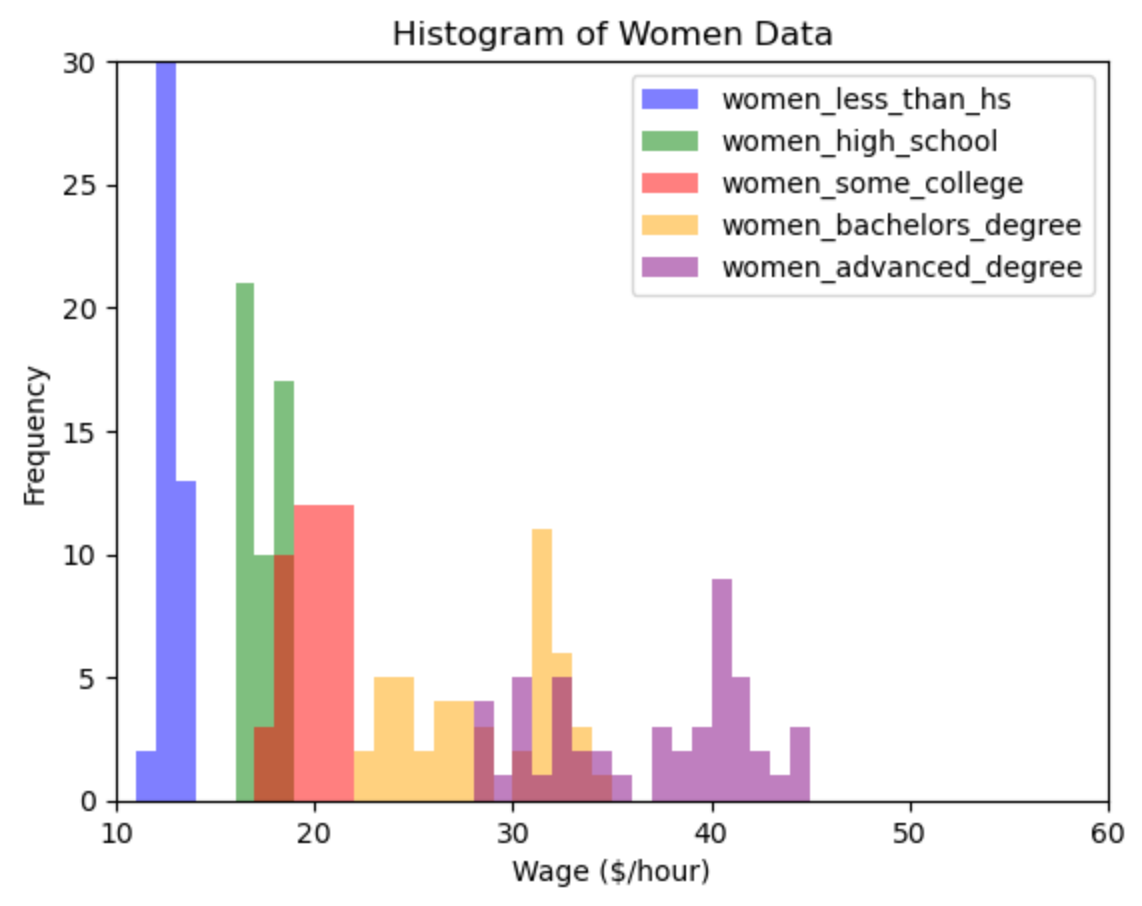 Histogram of Women Data
30
25
20
15
10
5
0
Frequency
women_less_than_hs
women_high_school
women_some_college
women_bachelors_degree
women_advanced_degree
10 20 30 40 50 60
Wage ($/hour)